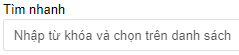 Tìm nhanh
Nhập từ khóa và chọn trên danh sách